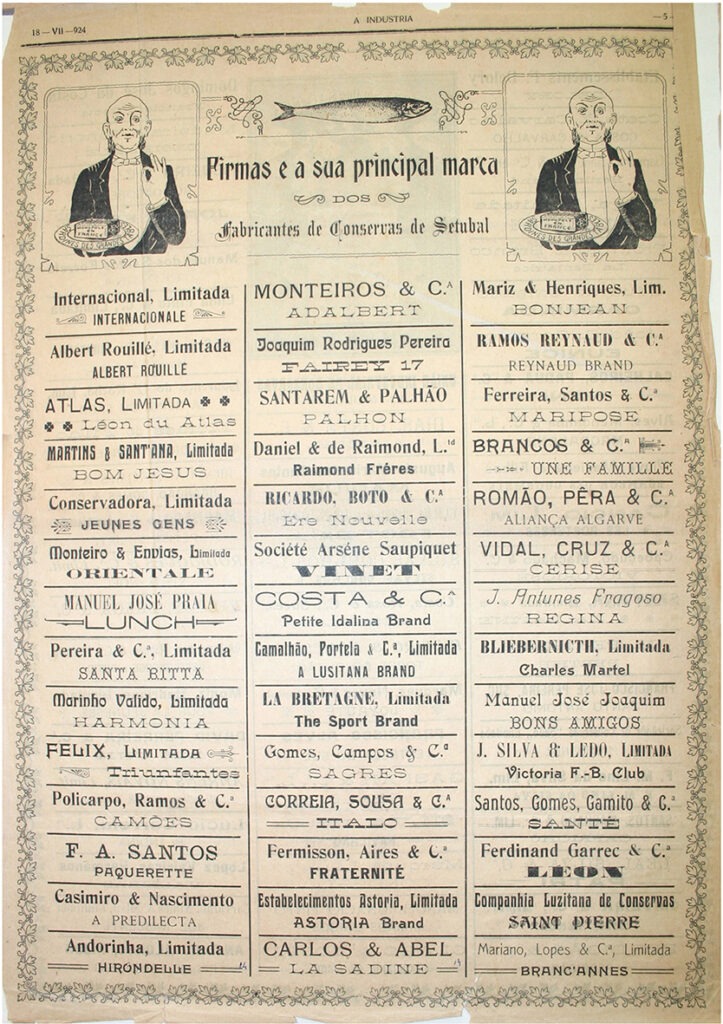 18 — VII — 924
A INDUSTRIA
— 5
Firmas e a sua principal marca
DOS
Fabricantes de Conservas de Setubal
Internacional, Limitada
INTERNACIONALE
Albert Rouillé, Limitada
ALBERT ROUILLÉ
ATLAS, LIMITADA
Léon du Atlas
MARTINS & SANT'ANA, Limitada
BOM JESUS
Conservadora, Limitada
JEUNES GENS
Monteiro & Enpias, Limitada
ORIENTALE
MANUEL JOSÉ PRAIA
LUNCH
Pereira & C.ª, Limitada
SANTA RITTA
Marinho Valido, Limitada
HARMONIA
FELIX, LIMITADA
Triunfantes
Policarpo, Ramos & C.ª
CAMÕES
F. A. SANTOS
PAQUERETTE
Casimiro & Nascimento
A PREDILECTA
Andorinha, Limitada
HIRONDELLE
MONTEIROS & C.ª
ADALBERT
Joaquim Rodrigues Pereira
FAIREY 17
SANTAREM & PALHÃO
PALHON
Daniel & de Raimond, L.td
Raimond Fréres
RICARDO, BOTO & C.ª
Ere Nouvelle
Société Arséne Saupiquet
VINET
COSTA & C.ª
Petite Idalina Brand
Camalhão, Portela & C.ª, Limitada
A LUSITANA BRAND
LA BRETAGNE, Limitada
The Sport Brand
Gomes, Campos & C.ª
SAGRES
CORREIA, SOUSA & C.ª
ITALO
Fermisson, Aires & C.ª
FRATERNITÉ
Estabelecimentos Astoria, Limitada
ASTORIA Brand
CARLOS & ABEL
LA SADINE
Mariz & Henriques, Lim.
BONJEAN
RAMOS REYNAUD & C.ª
REYNAUD BRAND
Ferreira, Santos & C.ª
MARIPOSE
BRANCOS & C.ª
UNE FAMILLE
ROMÃO, PÊRA & C.ª
ALIANÇA ALGARVE
VIDAL, CRUZ & C.ª
CERISE
J. Antunes Fragoso
REGINA
BLIEBERNICTH, Limitada
Charles Martel
Manuel José Joaquim
BONS AMIGOS
J. SILVA & LEDO, LIMITADA
Victoria F.-B. Club
Santos, Gomes, Gamito & C.ª
SANTÉ
Ferdinand Garrec & C.ª
LEON
Companhia Luzitana de Conservas
SAINT PIERRE
Mariano, Lopes & C.ª, Limitada
BRANC'ANNES